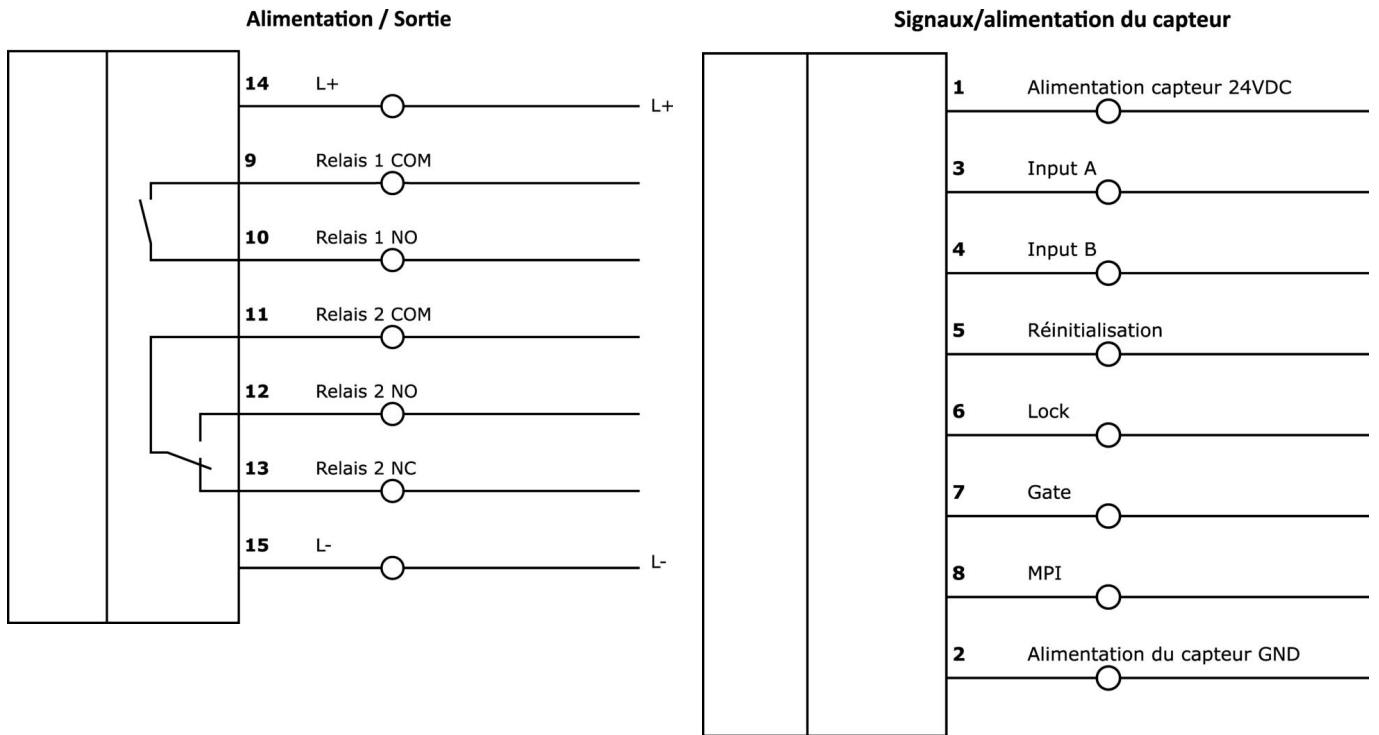 Alimentation / Sortie
14 L+
L+
9 Relais 1 COM
10 Relais 1 NO
11 Relais 2 COM
12 Relais 2 NO
13 Relais 2 NC
15 L-
L-
Signaux/alimentation du capteur
1 Alimentation capteur 24VDC
3 Input A
4 Input B
5 Réinitialisation
6 Lock
7 Gate
8 MPI
2 Alimentation du capteur GND